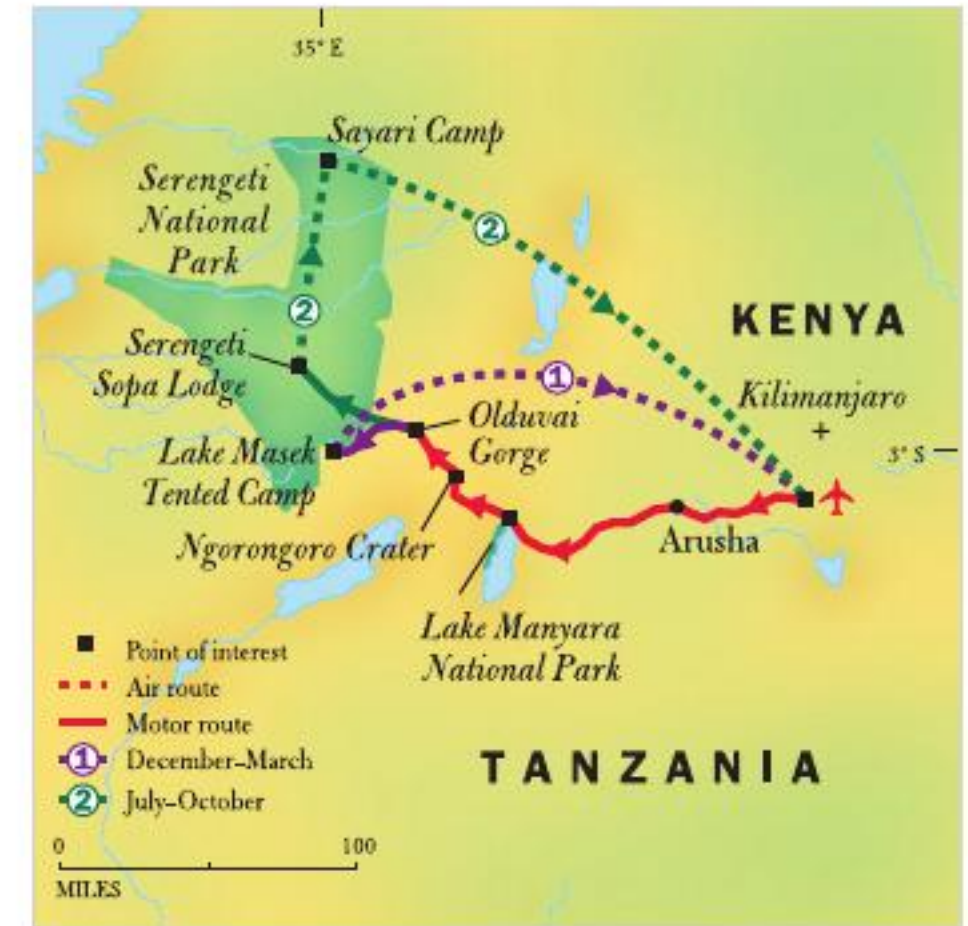 35° E
Sayari Camp
Serengeti
National
Park
2
KENYA
2
Serengeti
Sopa Lodge
1
Kilimanjaro
+
Olduvai
Gorge
3° S
Lake Masek
Tented Camp
Ngorongoro Crater
Arusha
Lake Manyara
National Park
Point of interest
Air route
Motor route
1 December–March
2 July–October
TANZANIA
0 100
MILES